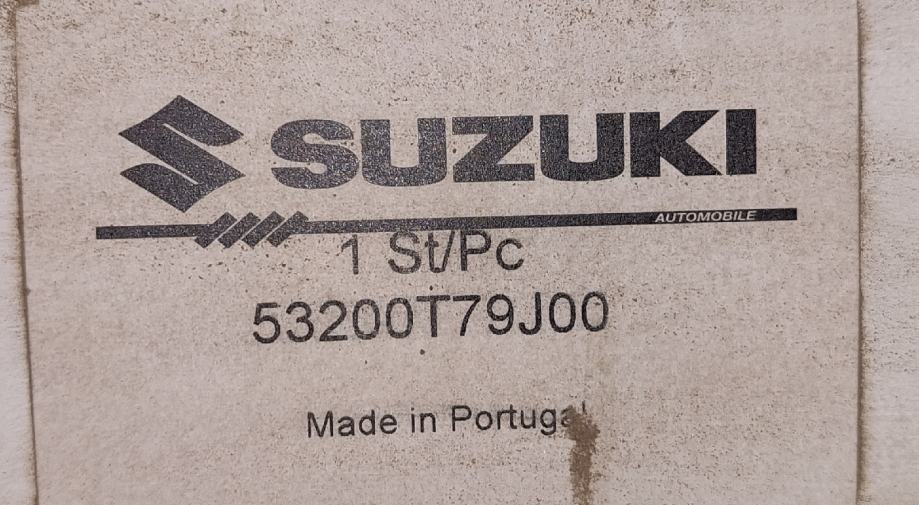 SUZUKI
AUTOMOBILE
1 St/Pc
53200T79J00
Made in Portugal